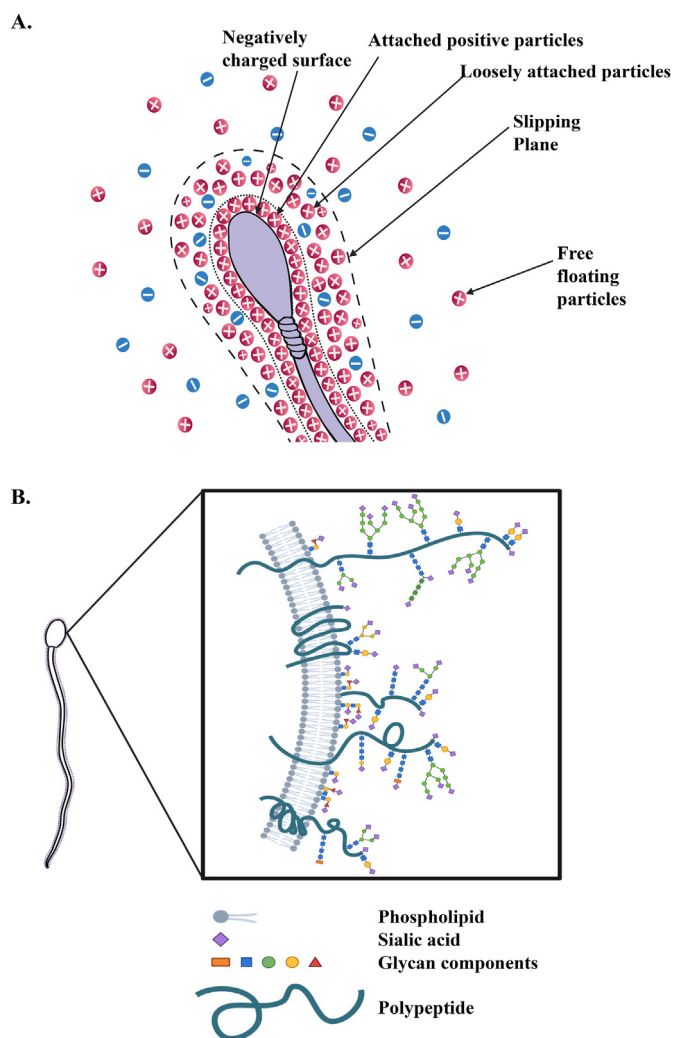 A.
Negatively
charged surface
Attached positive particles
Loosely attached particles
Slipping
Plane
Free
floating
particles
B.
Phospholipid
Sialic acid
Glycan components
Polypeptide